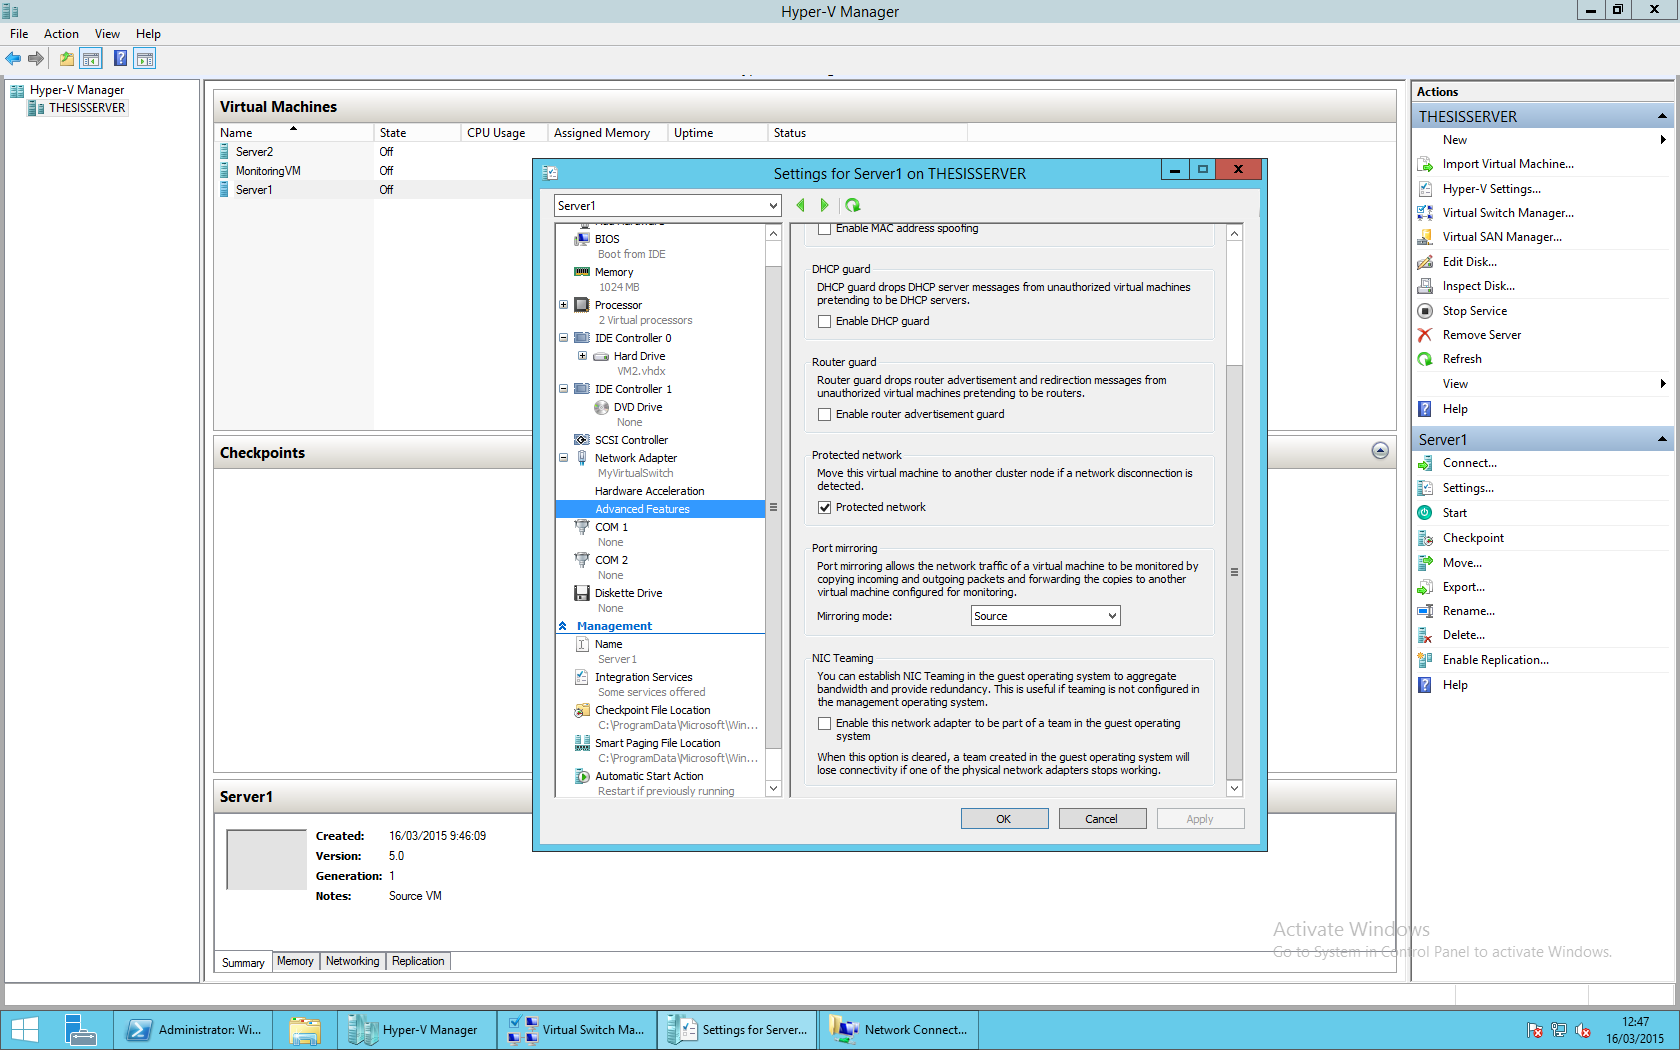 Hyper-V Manager
File Action View Help
Hyper-V Manager
THESISSERVER
Virtual Machines
Name State CPU Usage Assigned Memory Uptime Status
Server2 Off
MonitoringVM Off
Server1 Off
Checkpoints
Server1
Created: 16/03/2015 9:46:09
Version: 5.0
Generation: 1
Notes: Source VM
Summary Memory Networking Replication
Settings for Server1 on THESISSERVER
Server1
BIOS
Boot from IDE
Memory
1024 MB
Processor
2 Virtual processors
IDE Controller 0
Hard Drive
VM2.vhdx
IDE Controller 1
DVD Drive
None
SCSI Controller
Network Adapter
MyVirtualSwitch
Hardware Acceleration
Advanced Features
COM 1
None
COM 2
None
Diskette Drive
None
Management
Name
Server1
Integration Services
Some services offered
Checkpoint File Location
C:\ProgramData\Microsoft\Win...
Smart Paging File Location
C:\ProgramData\Microsoft\Win...
Automatic Start Action
Restart if previously running
Enable MAC address spoofing
DHCP guard
DHCP guard drops DHCP server messages from unauthorized virtual machines
pretending to be DHCP servers.
Enable DHCP guard
Router guard
Router guard drops router advertisement and redirection messages from
unauthorized virtual machines pretending to be routers.
Enable router advertisement guard
Protected network
Move this virtual machine to another cluster node if a network disconnection is
detected.
Protected network
Port mirroring
Port mirroring allows the network traffic of a virtual machine to be monitored by
copying incoming and outgoing packets and forwarding the copies to another
virtual machine configured for monitoring.
Mirroring mode: Source
NIC Teaming
You can establish NIC Teaming in the guest operating system to aggregate
bandwidth and provide redundancy. This is useful if teaming is not configured in
the management operating system.
Enable this network adapter to be part of a team in the guest operating
system
When this option is cleared, a team created in the guest operating system will
lose connectivity if one of the physical network adapters stops working.
OK Cancel Apply
Actions
THESISSERVER
New
Import Virtual Machine...
Hyper-V Settings...
Virtual Switch Manager...
Virtual SAN Manager...
Edit Disk...
Inspect Disk...
Stop Service
Remove Server
Refresh
View
Help
Server1
Connect...
Settings...
Start
Checkpoint
Move...
Export...
Rename...
Delete...
Enable Replication...
Help
Activate Windows
Go to System in Control Panel to activate Windows.
Administrator: Wi... Hyper-V Manager Virtual Switch Ma... Settings for Server... Network Connect...
12:47
16/03/2015